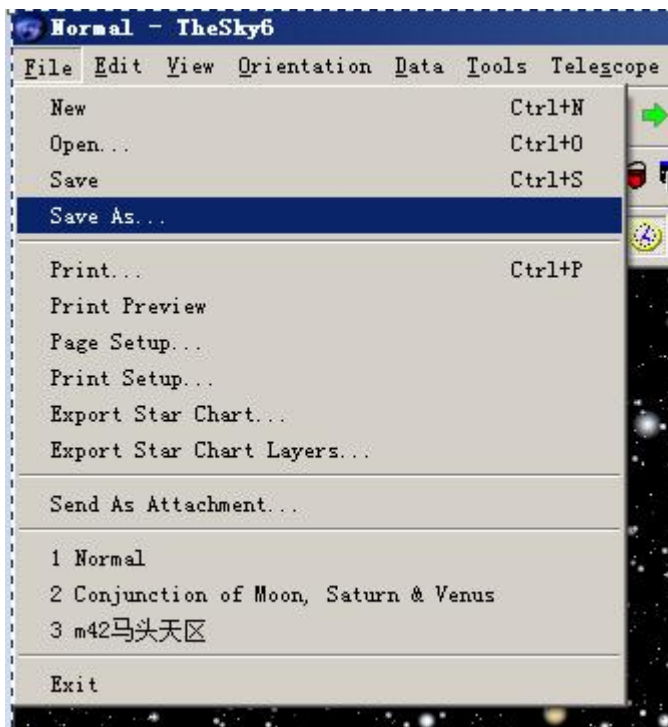 Normal - TheSky6
File Edit View Orientation Data Tools Telescope
New Ctrl+N
Open... Ctrl+O
Save Ctrl+S
Save As...
Print... Ctrl+P
Print Preview
Page Setup...
Print Setup...
Export Star Chart...
Export Star Chart Layers...
Send As Attachment...
1 Normal
2 Conjunction of Moon, Saturn & Venus
3 m42马头天区
Exit